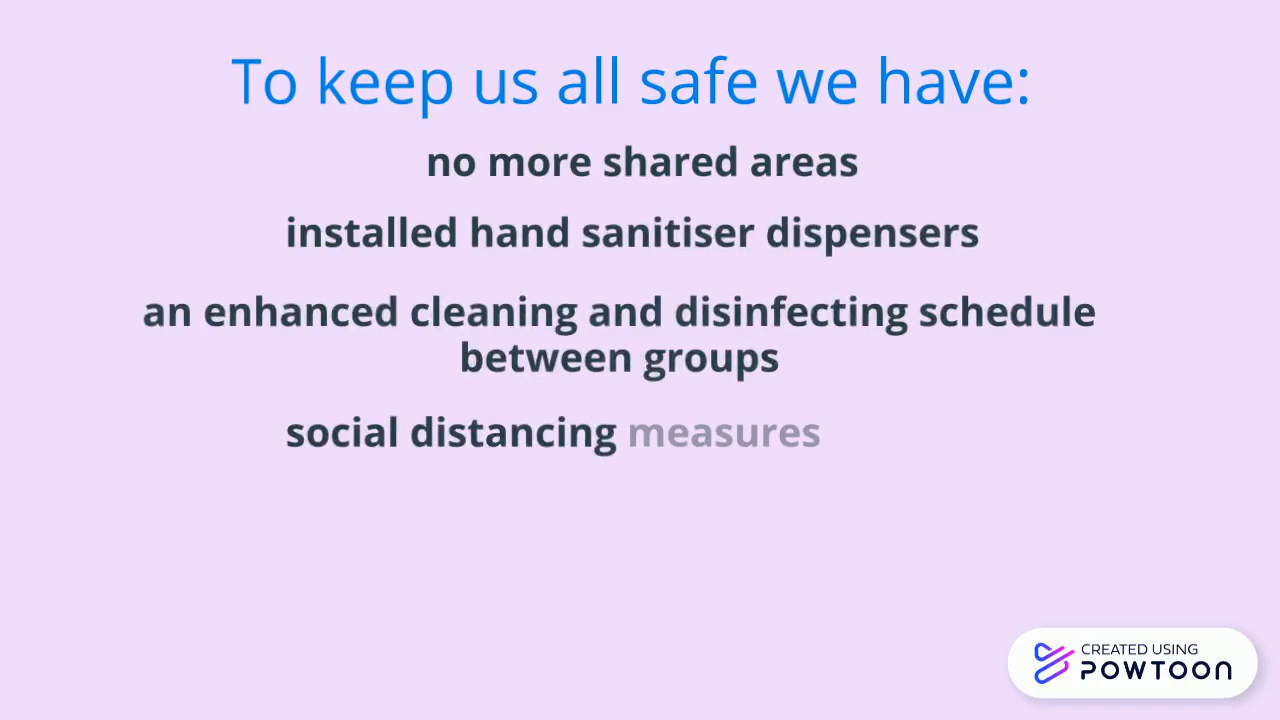 To keep us all safe we have:
no more shared areas
installed hand sanitiser dispensers
an enhanced cleaning and disinfecting schedule
between groups
social distancing measures
CREATED USING
POWTOON